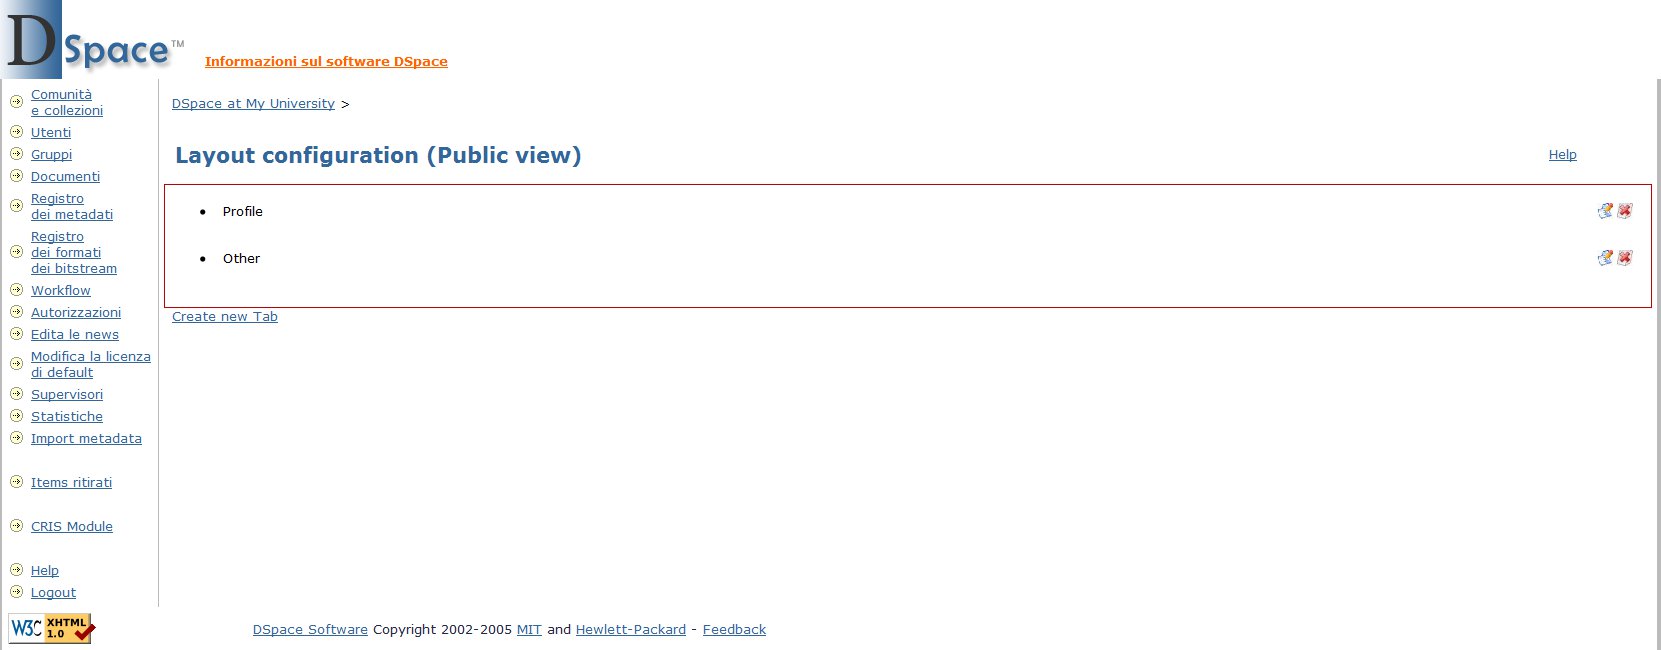 DSpace™
Informazioni sul software DSpace
Comunità
e collezioni
Utenti
Gruppi
Documenti
Registro
dei metadati
Registro
dei formati
dei bitstream
Workflow
Autorizzazioni
Edita le news
Modifica la licenza
di default
Supervisori
Statistiche
Import metadata
Items ritirati
CRIS Module
Help
Logout
DSpace at My University >
Layout configuration (Public view)
Help
• Profile
• Other
Create new Tab
W3C XHTML
1.0
DSpace Software Copyright 2002-2005 MIT and Hewlett-Packard - Feedback